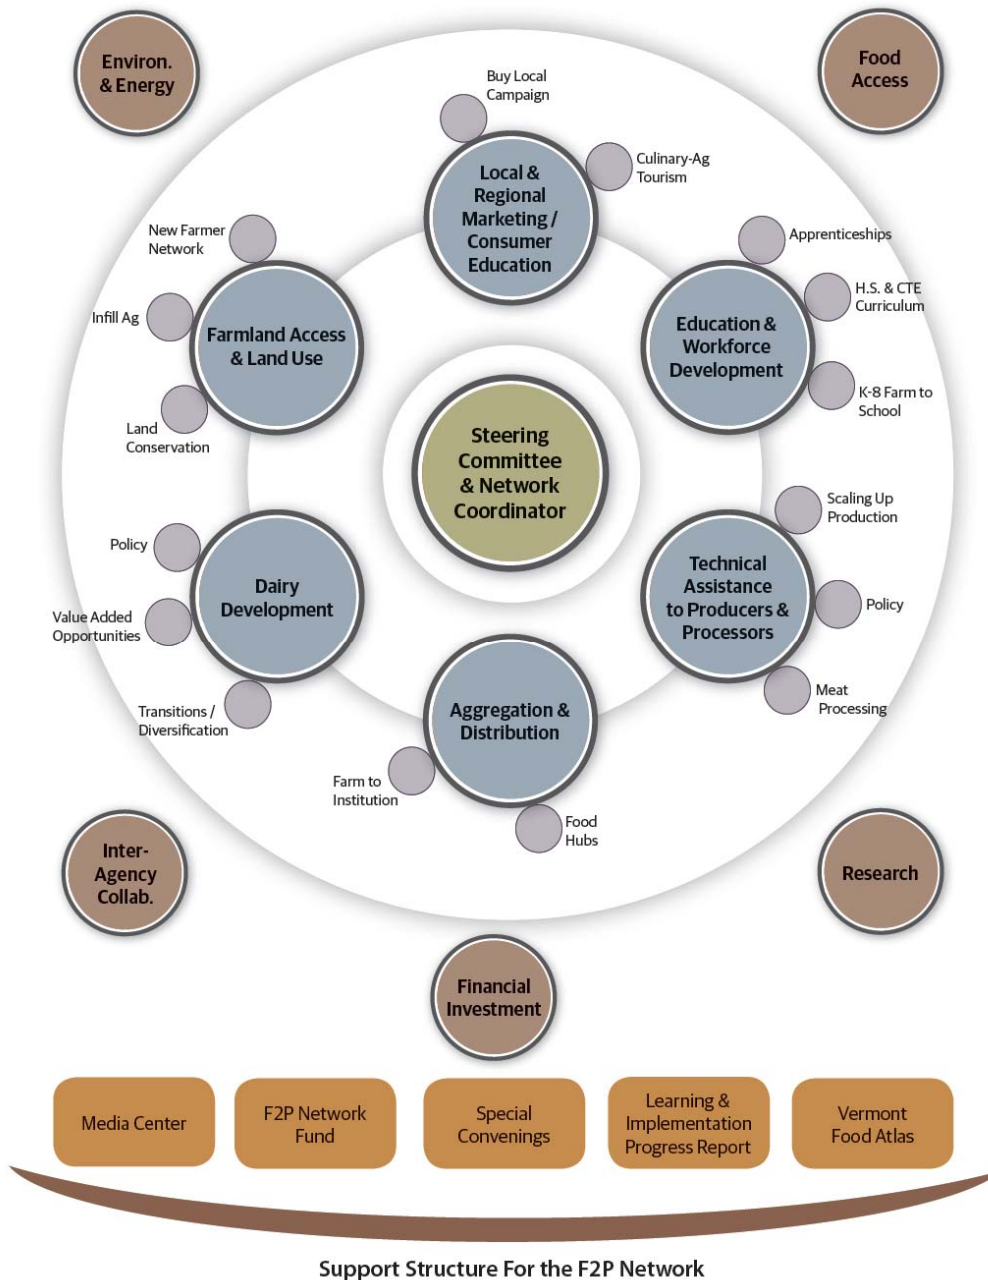 Environ.
& Energy
Food
Access
Buy Local
Campaign
Culinary-Ag
Tourism
Local &
Regional
Marketing /
Consumer
Education
New Farmer
Network
Infill Ag
Land
Conservation
Farmland Access
& Land Use
Apprenticeships
H.S. & CTE
Curriculum
K-8 Farm to
School
Education &
Workforce
Development
Steering
Committee
& Network
Coordinator
Policy
Value Added
Opportunities
Transitions /
Diversification
Dairy
Development
Scaling Up
Production
Policy
Meat
Processing
Technical
Assistance
to Producers &
Processors
Aggregation &
Distribution
Farm to
Institution
Food
Hubs
Inter-
Agency
Collab.
Research
Financial
Investment
Media Center
F2P Network
Fund
Special
Convenings
Learning &
Implementation
Progress Report
Vermont
Food Atlas
Support Structure For the F2P Network